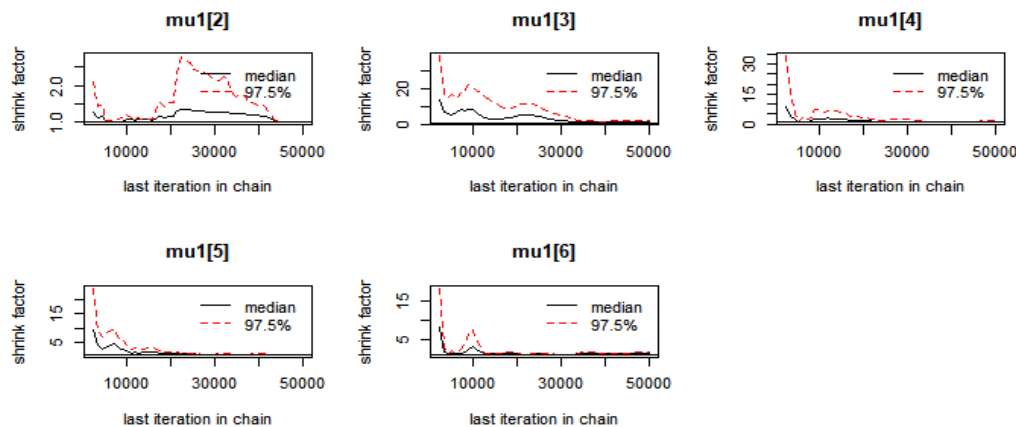 mu1[2]
shrink factor
1.0 2.0
median
97.5%
10000 30000 50000
last iteration in chain
mu1[3]
shrink factor
0 20
median
97.5%
10000 30000 50000
last iteration in chain
mu1[4]
shrink factor
0 15 30
median
97.5%
10000 30000 50000
last iteration in chain
mu1[5]
shrink factor
5 15
median
97.5%
10000 30000 50000
last iteration in chain
mu1[6]
shrink factor
5 15
median
97.5%
10000 30000 50000
last iteration in chain